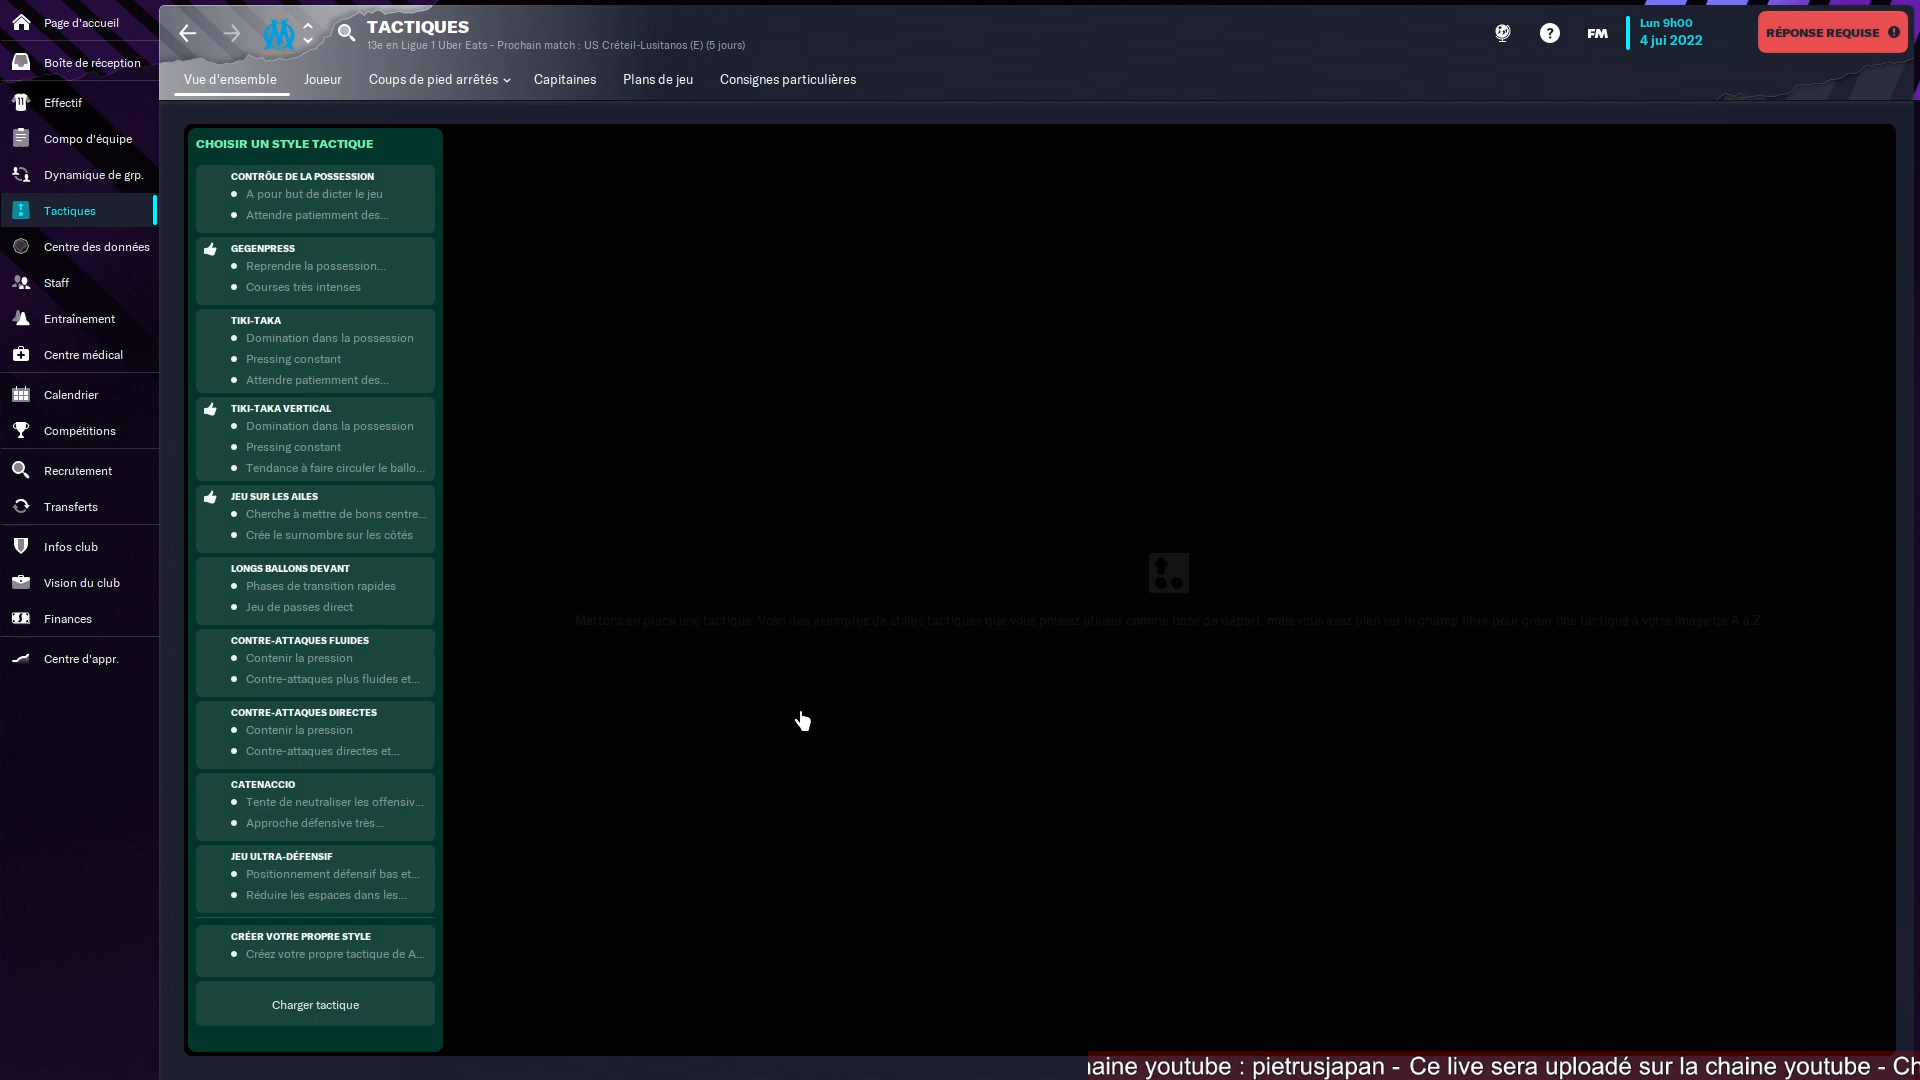 Page d'accueil
Boîte de réception
Effectif
Compo d'équipe
Dynamique de grp.
Tactiques
Centre des données
Staff
Entraînement
Centre médical
Calendrier
Compétitions
Recrutement
Transferts
Infos club
Vision du club
Finances
Centre d'appr.
TACTIQUES
13e en Ligue 1 Uber Eats - Prochain match : US Créteil-Lusitanos (E) (5 jours)
FM
Lun 9h00
4 jui 2022
RÉPONSE REQUISE
Vue d'ensemble Joueur Coups de pied arrêtés Capitaines Plans de jeu Consignes particulières
CHOISIR UN STYLE TACTIQUE
CONTRÔLE DE LA POSSESSION
A pour but de dicter le jeu
Attendre patiemment des...
GEGENPRESS
Reprendre la possession...
Courses très intenses
TIKI-TAKA
Domination dans la possession
Pressing constant
Attendre patiemment des...
TIKI-TAKA VERTICAL
Domination dans la possession
Pressing constant
Tendance à faire circuler le ballo...
JEU SUR LES AILES
Cherche à mettre de bons centre...
Crée le surnombre sur les côtés
LONGS BALLONS DEVANT
Phases de transition rapides
Jeu de passes direct
CONTRE-ATTAQUES FLUIDES
Contenir la pression
Contre-attaques plus fluides et...
CONTRE-ATTAQUES DIRECTES
Contenir la pression
Contre-attaques directes et...
CATENACCIO
Tente de neutraliser les offensiv...
Approche défensive très...
JEU ULTRA-DÉFENSIF
Positionnement défensif bas et...
Réduire les espaces dans les...
CRÉER VOTRE PROPRE STYLE
Créez votre propre tactique de A...
Charger tactique
Mettons en place une tactique. Voici des exemples de styles tactiques que vous pouvez utiliser comme base de départ, mais vous avez bien sûr le champ libre pour créer une tactique à votre image de A à Z.
haine youtube : pietrusjapan - Ce live sera uploadé sur la chaine youtube - Ch